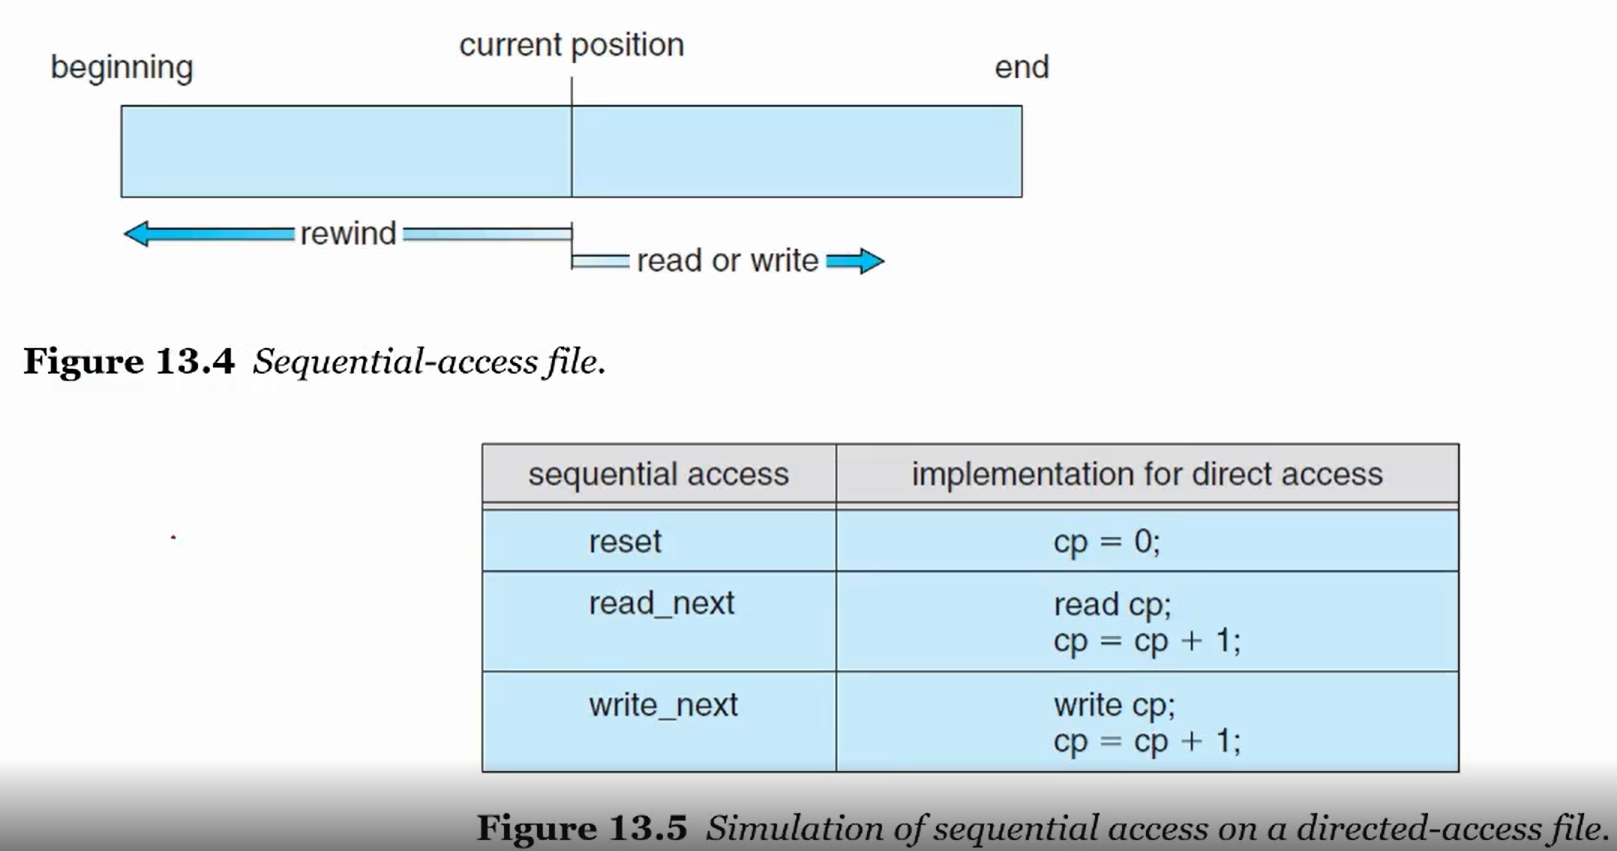 current position
beginning
end
rewind
read or write
Figure 13.4 Sequential-access file.
sequential access
implementation for direct access
reset
cp = 0;
read_next
read cp;
cp = cp + 1;
write_next
write cp;
cp = cp + 1;
Figure 13.5 Simulation of sequential access on a directed-access file.